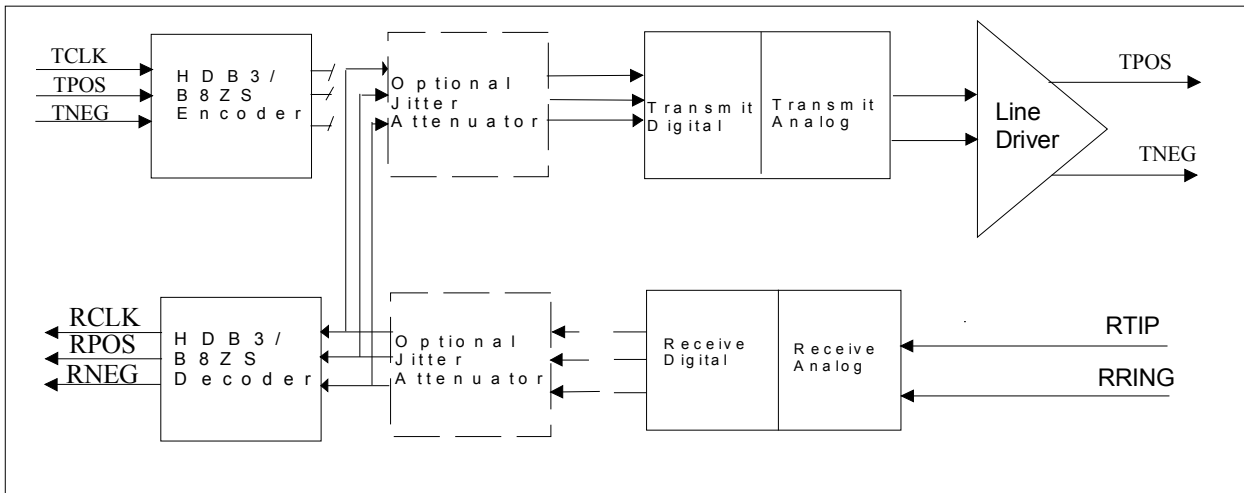 TCLK
TPOS
TNEG
HDB3/
B8ZS
Encoder
Optional
Jitter
Attenuator
Transmit
Digital
Transmit
Analog
Line
Driver
TPOS
TNEG
RCLK
RPOS
RNEG
HDB3/
B8ZS
Decoder
Optional
Jitter
Attenuator
Receive
Digital
Receive
Analog
RTIP
RRING